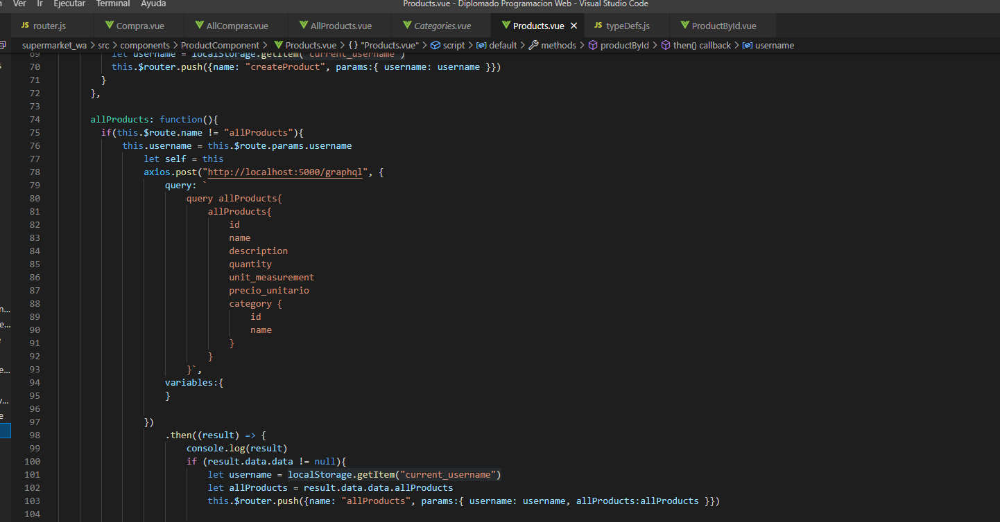 Ver Ir Ejecutar Terminal Ayuda Products.vue - Diplomado Programacion Web - Visual Studio Code
JS router.js Compra.vue AllCompras.vue AllProducts.vue Categories.vue Products.vue JS typeDefs.js ProductById.vue
supermarket_wa > src > components > ProductComponent > Products.vue > {} "Products.vue" > script > default > methods > productById > then() callback > username
69 let username = localStorage.getItem("current_username")
70 this.$router.push({name: "createProduct", params:{ username: username }})
71 }
72 },
73
74 allProducts: function(){
75 if(this.$route.name != "allProducts"){
76 this.username = this.$route.params.username
77 let self = this
78 axios.post("http://localhost:5000/graphql", {
79 query: `
80 query allProducts{
81 allProducts{
82 id
83 name
84 description
85 quantity
86 unit_measurement
87 precio_unitario
88 category {
89 id
90 name
91 }
92 }
93 }`,
94 variables:{
95 }
96
97 })
98 .then((result) => {
99 console.log(result)
100 if (result.data.data != null){
101 let username = localStorage.getItem("current_username")
102 let allProducts = result.data.data.allProducts
103 this.$router.push({name: "allProducts", params:{ username: username, allProducts:allProducts }})
104